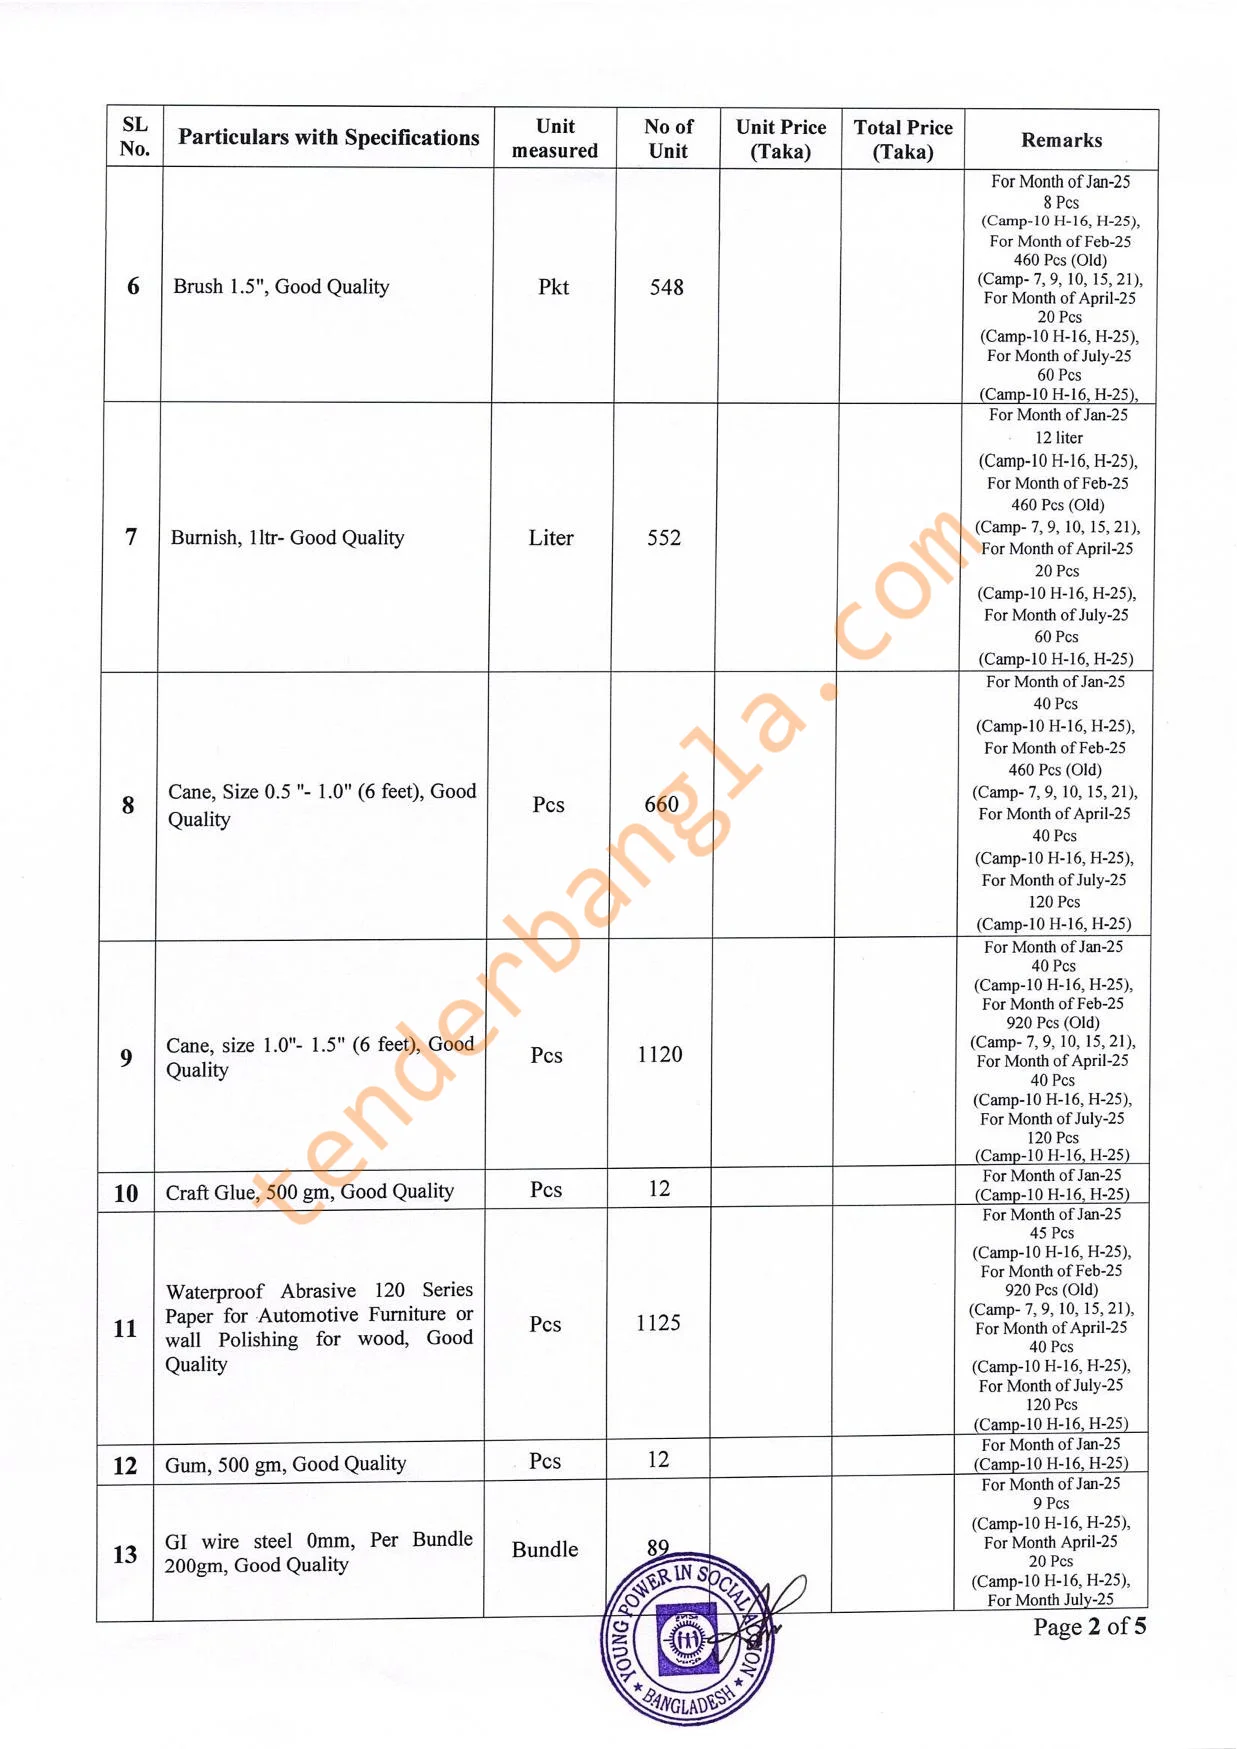 SL No.
Particulars with Specifications
Unit measured
No of Unit
Unit Price (Taka)
Total Price (Taka)
Remarks
6
Brush 1.5", Good Quality
Pkt
548
For Month of Jan-25
8 Pcs
(Camp-10 H-16, H-25),
For Month of Feb-25
460 Pcs (Old)
(Camp- 7, 9, 10, 15, 21),
For Month of April-25
20 Pcs
(Camp-10 H-16, H-25),
For Month of July-25
60 Pcs
(Camp-10 H-16, H-25),
7
Burnish, 1ltr- Good Quality
Liter
552
For Month of Jan-25
12 liter
(Camp-10 H-16, H-25),
For Month of Feb-25
460 Pcs (Old)
(Camp- 7, 9, 10, 15, 21),
For Month of April-25
20 Pcs
(Camp-10 H-16, H-25),
For Month of July-25
60 Pcs
(Camp-10 H-16, H-25)
8
Cane, Size 0.5 "- 1.0" (6 feet), Good
Quality
Pcs
660
For Month of Jan-25
40 Pcs
(Camp-10 H-16, H-25),
For Month of Feb-25
460 Pcs (Old)
(Camp- 7, 9, 10, 15, 21),
For Month of April-25
40 Pcs
(Camp-10 H-16, H-25),
For Month of July-25
120 Pcs
(Camp-10 H-16, H-25)
9
Cane, size 1.0"- 1.5" (6 feet), Good
Quality
Pcs
1120
For Month of Jan-25
40 Pcs
(Camp-10 H-16, H-25),
For Month of Feb-25
920 Pcs (Old)
(Camp- 7, 9, 10, 15, 21),
For Month of April-25
40 Pcs
(Camp-10 H-16, H-25),
For Month of July-25
120 Pcs
(Camp-10 H-16, H-25)
10
Craft Glue, 500 gm, Good Quality
Pcs
12
For Month of Jan-25
(Camp-10 H-16, H-25)
11
Waterproof Abrasive 120 Series
Paper for Automotive Furniture or
wall Polishing for wood, Good
Quality
Pcs
1125
For Month of Jan-25
45 Pcs
(Camp-10 H-16, H-25),
For Month of Feb-25
920 Pcs (Old)
(Camp- 7, 9, 10, 15, 21),
For Month of April-25
40 Pcs
(Camp-10 H-16, H-25),
For Month of July-25
120 Pcs
(Camp-10 H-16, H-25)
12
Gum, 500 gm, Good Quality
Pcs
12
For Month of Jan-25
(Camp-10 H-16, H-25)
13
GI wire steel 0mm, Per Bundle
200gm, Good Quality
Bundle
89
For Month of Jan-25
9 Pcs
(Camp-10 H-16, H-25),
For Month April-25
20 Pcs
(Camp-10 H-16, H-25),
For Month July-25
tenderbangla.com
YOUNG POWER IN SOCIAL ACTION
★ BANGLADESH ★
Page 2 of 5